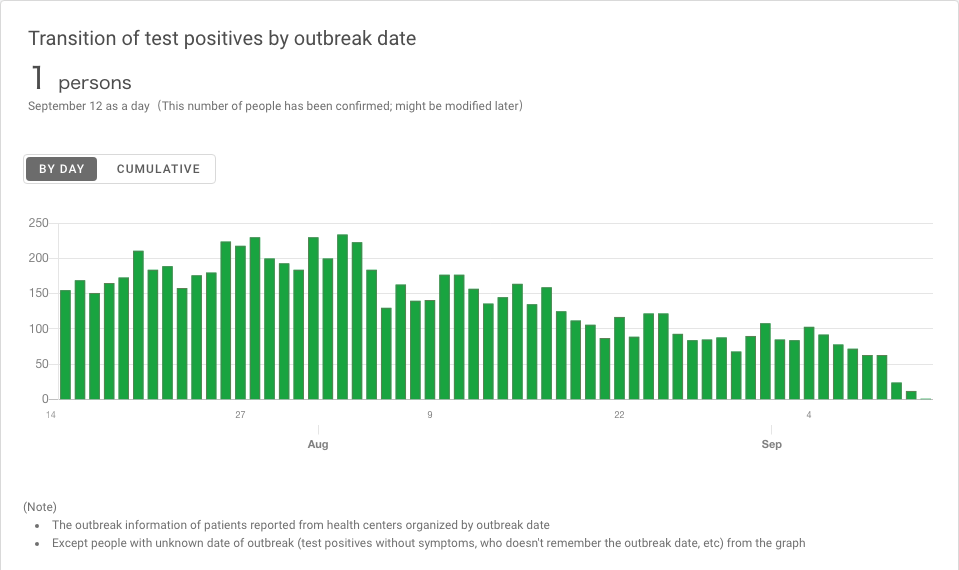 Transition of test positives by outbreak date
1 persons
September 12 as a day（This number of people has been confirmed; might be modified later）
BY DAY CUMULATIVE
250
200
150
100
50
0
14 27 9 22 4
Aug Sep
(Note)
• The outbreak information of patients reported from health centers organized by outbreak date
• Except people with unknown date of outbreak (test positives without symptoms, who doesn't remember the outbreak date, etc) from the graph